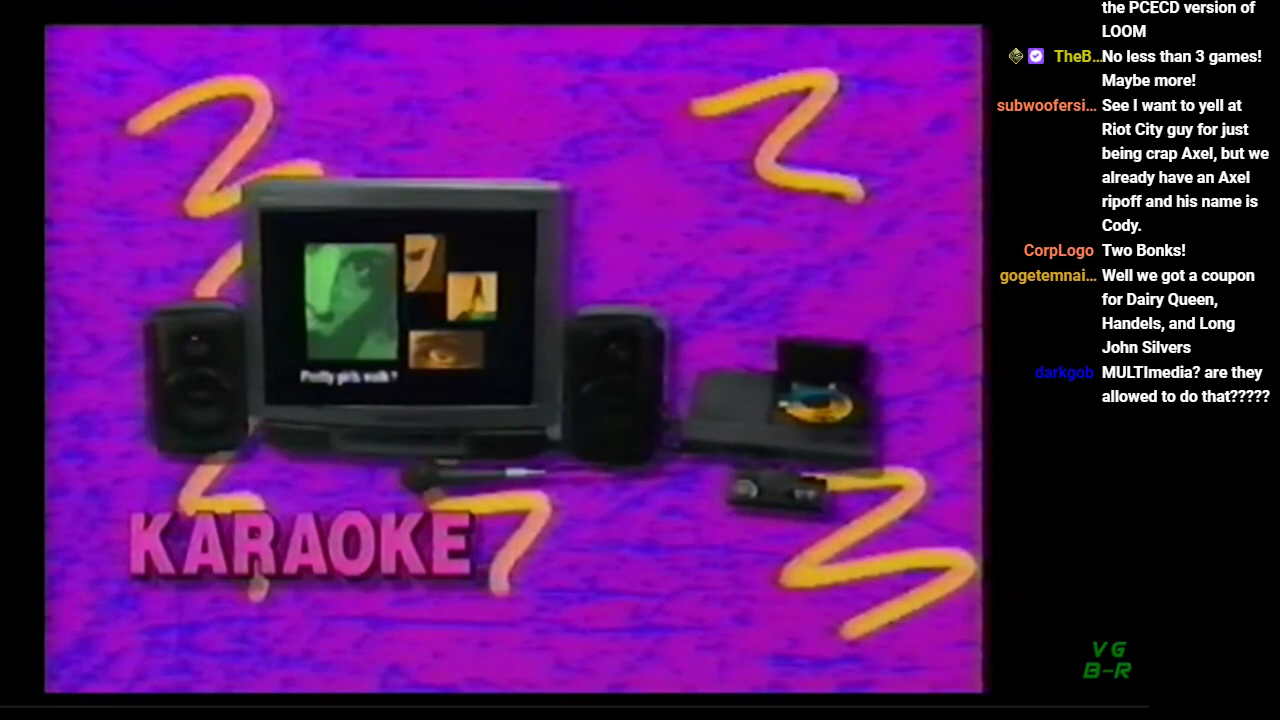 the PCECD version of
LOOM
TheB... No less than 3 games!
Maybe more!
subwoofersi... See I want to yell at
Riot City guy for just
being crap Axel, but we
already have an Axel
ripoff and his name is
Cody.
CorpLogo Two Bonks!
gogetemnai... Well we got a coupon
for Dairy Queen,
Handels, and Long
John Silvers
darkgob MULTImedia? are they
allowed to do that?????
Pretty girls walk?
KARAOKE
VG
B-R